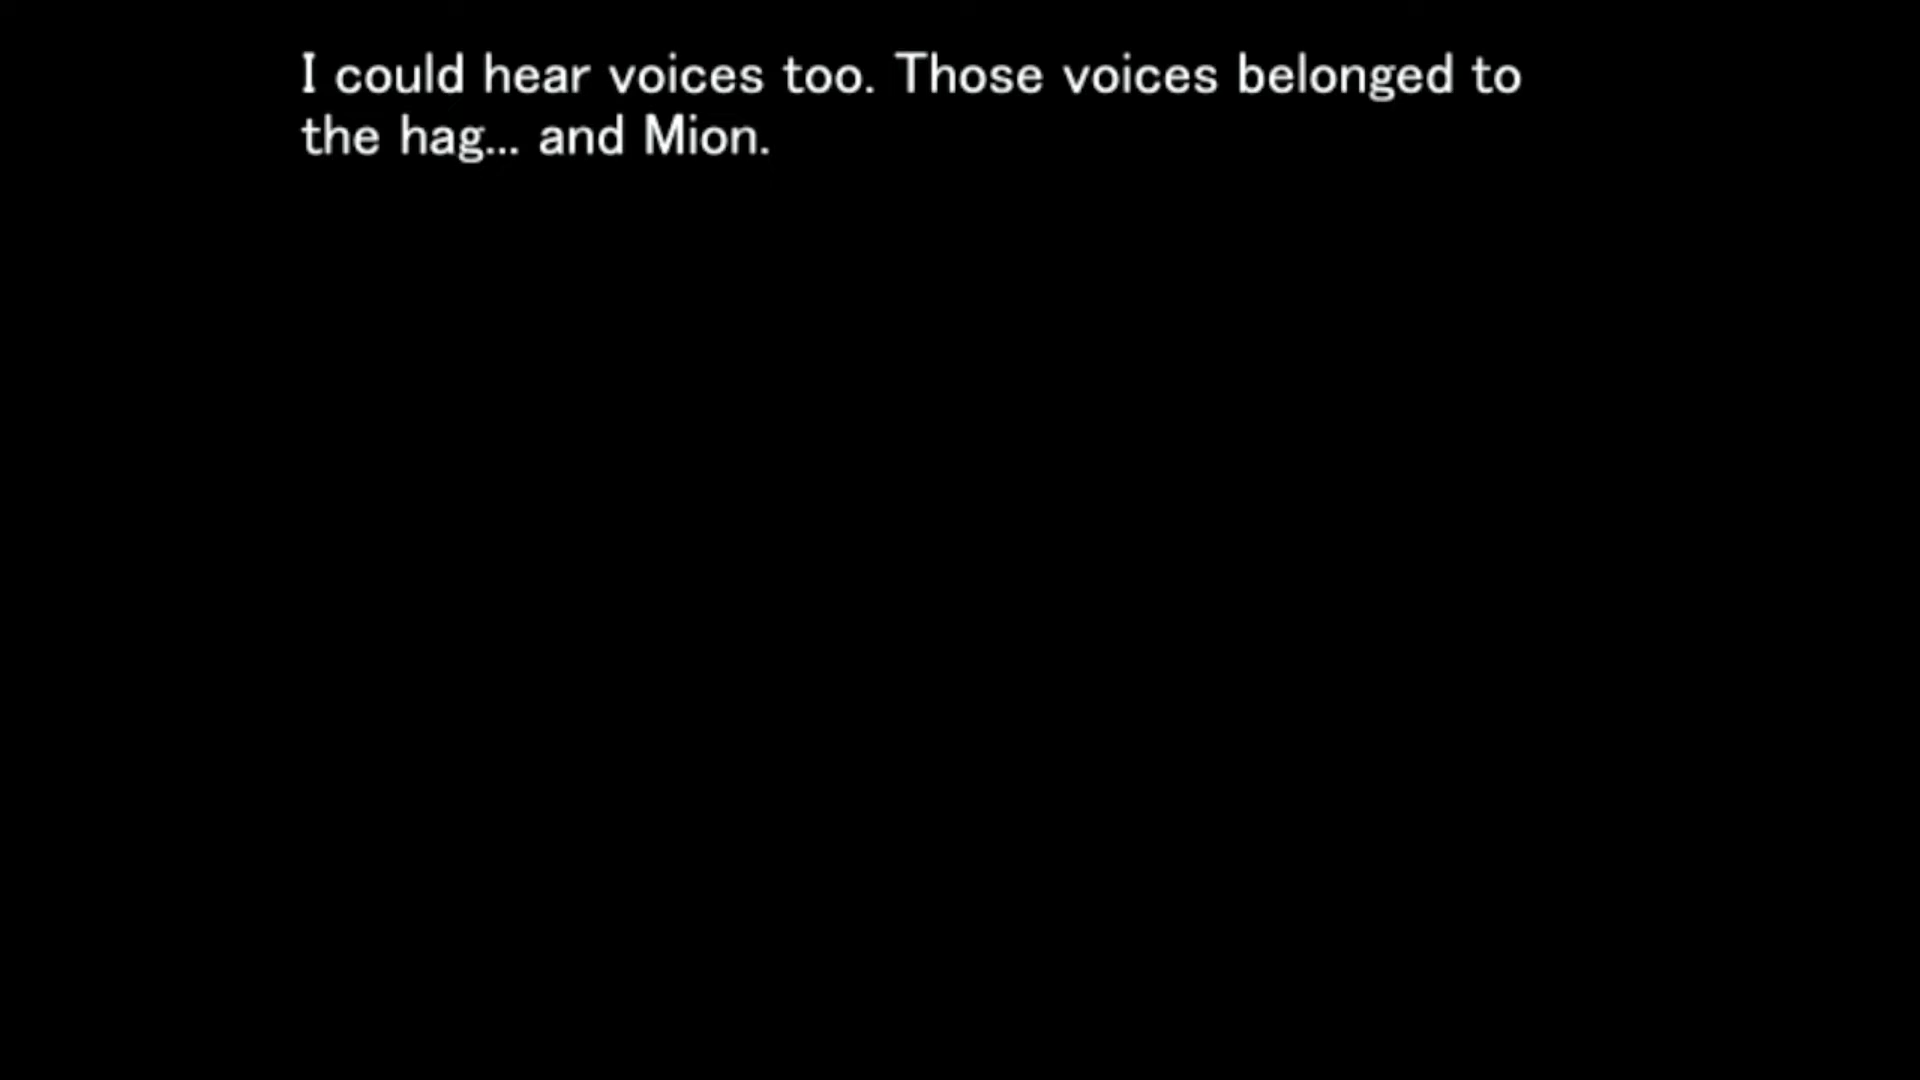 I could hear voices too. Those voices belonged to
the hag... and Mion.